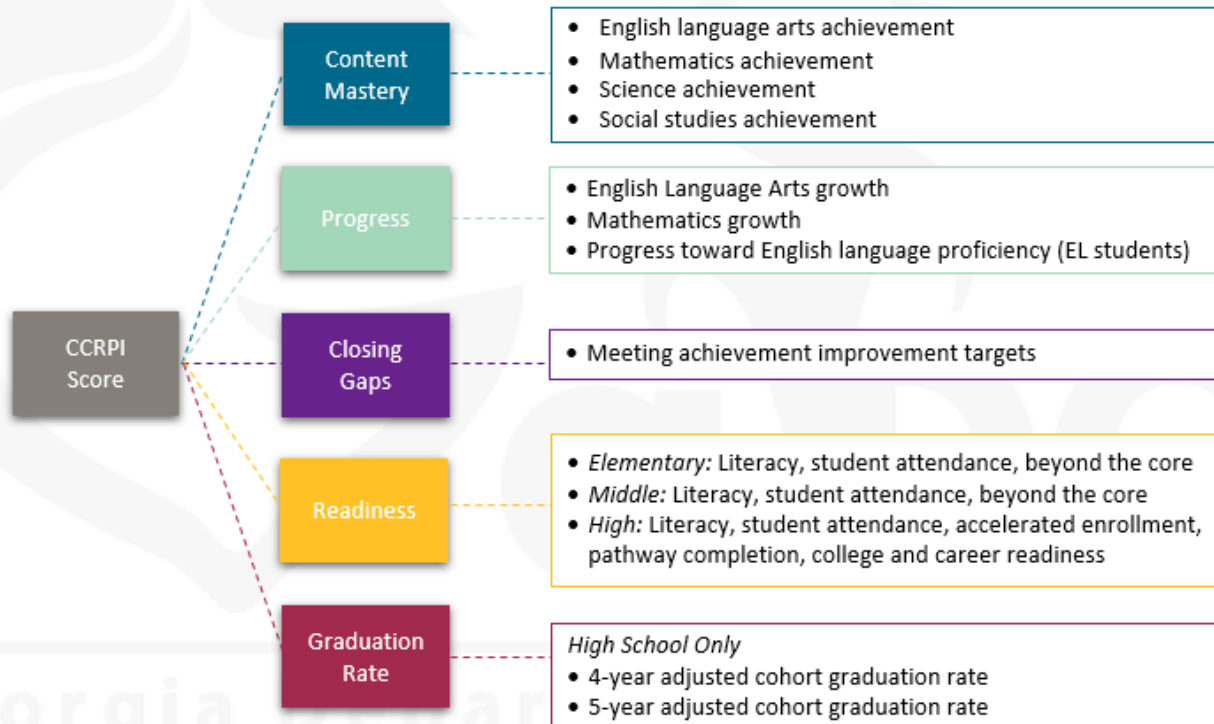 Content
Mastery
• English language arts achievement
• Mathematics achievement
• Science achievement
• Social studies achievement
Progress
• English Language Arts growth
• Mathematics growth
• Progress toward English language proficiency (EL students)
CCRPI
Score
Closing
Gaps
• Meeting achievement improvement targets
Readiness
• Elementary: Literacy, student attendance, beyond the core
• Middle: Literacy, student attendance, beyond the core
• High: Literacy, student attendance, accelerated enrollment,
pathway completion, college and career readiness
Graduation
Rate
High School Only
• 4-year adjusted cohort graduation rate
• 5-year adjusted cohort graduation rate